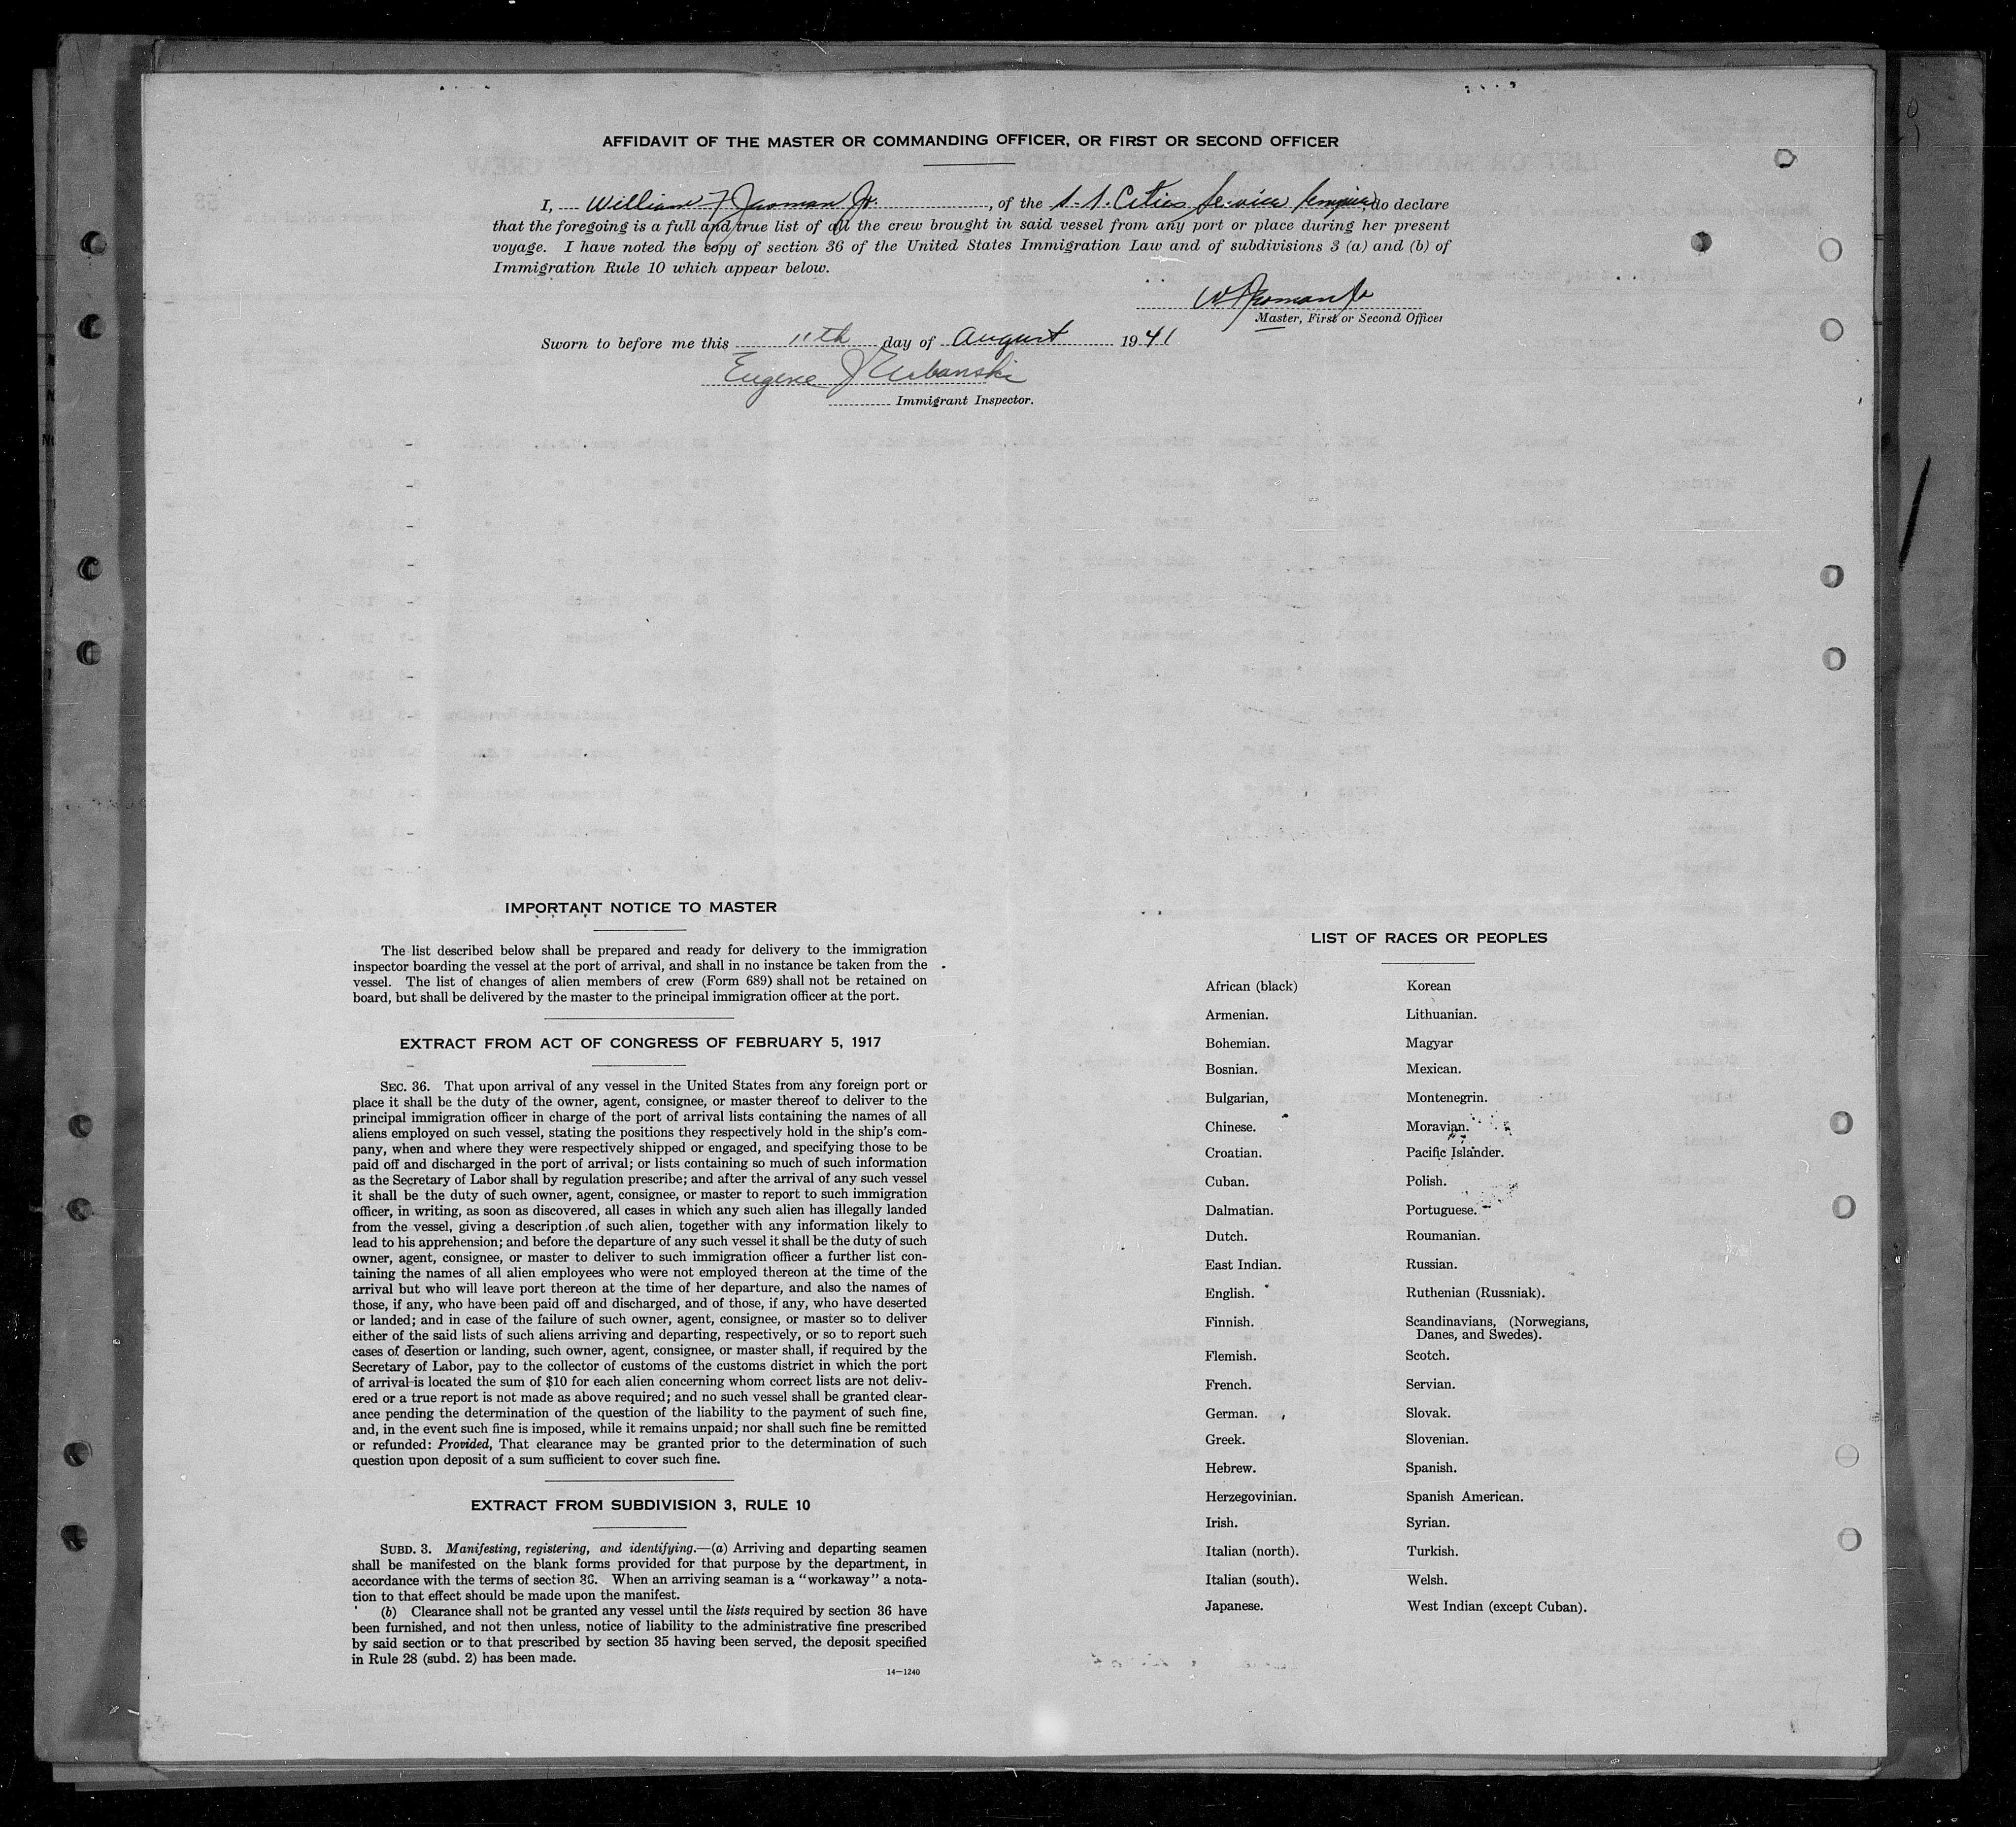 AFFIDAVIT OF THE MASTER OR COMMANDING OFFICER, OR FIRST OR SECOND OFFICER
I, William F Jerman Jr. , of the S.S. Cities Service Empire, do declare
that the foregoing is a full and true list of all the crew brought in said vessel from any port or place during her present
voyage. I have noted the copy of section 36 of the United States Immigration Law and of subdivisions 3 (a) and (b) of
Immigration Rule 10 which appear below.
Master, First or Second Officer
Sworn to before me this 11th day of August 1941
Eugene J Urbanski
Immigrant Inspector.
IMPORTANT NOTICE TO MASTER
The list described below shall be prepared and ready for delivery to the immigration
inspector boarding the vessel at the port of arrival, and shall in no instance be taken from the
vessel. The list of changes of alien members of crew (Form 689) shall not be retained on
board, but shall be delivered by the master to the principal immigration officer at the port.
EXTRACT FROM ACT OF CONGRESS OF FEBRUARY 5, 1917
SEC. 36. That upon arrival of any vessel in the United States from any foreign port or
place it shall be the duty of the owner, agent, consignee, or master thereof to deliver to the
principal immigration officer in charge of the port of arrival lists containing the names of all
aliens employed on such vessel, stating the positions they respectively hold in the ship's com-
pany, when and where they were respectively shipped or engaged, and specifying those to be
paid off and discharged in the port of arrival; or lists containing so much of such information
as the Secretary of Labor shall by regulation prescribe; and after the arrival of any such vessel
it shall be the duty of such owner, agent, consignee, or master to report to such immigration
officer, in writing, as soon as discovered, all cases in which any such alien has illegally landed
from the vessel, giving a description of such alien, together with any information likely to
lead to his apprehension; and before the departure of any such vessel it shall be the duty of such
owner, agent, consignee, or master to deliver to such immigration officer a further list con-
taining the names of all alien employees who were not employed thereon at the time of the
arrival but who will leave port thereon at the time of her departure, and also the names of
those, if any, who have been paid off and discharged, and of those, if any, who have deserted
or landed; and in case of the failure of such owner, agent, consignee, or master so to deliver
either of the said lists of such aliens arriving and departing, respectively, or so to report such
cases of desertion or landing, such owner, agent, consignee, or master shall, if required by the
Secretary of Labor, pay to the collector of customs of the customs district in which the port
of arrival is located the sum of $10 for each alien concerning whom correct lists are not deliv-
ered or a true report is not made as above required; and no such vessel shall be granted clear-
ance pending the determination of the question of the liability to the payment of such fine,
and, in the event such fine is imposed, while it remains unpaid; nor shall such fine be remitted
or refunded: Provided, That clearance may be granted prior to the determination of such
question upon deposit of a sum sufficient to cover such fine.
EXTRACT FROM SUBDIVISION 3, RULE 10
SUBD. 3. Manifesting, registering, and identifying.—(a) Arriving and departing seamen
shall be manifested on the blank forms provided for that purpose by the department, in
accordance with the terms of section 36. When an arriving seaman is a "workaway" a nota-
tion to that effect should be made upon the manifest.
(b) Clearance shall not be granted any vessel until the lists required by section 36 have
been furnished, and not then unless, notice of liability to the administrative fine prescribed
by said section or to that prescribed by section 35 having been served, the deposit specified
in Rule 28 (subd. 2) has been made.
14—1240
LIST OF RACES OR PEOPLES
African (black)
Armenian.
Bohemian.
Bosnian.
Bulgarian,
Chinese.
Croatian.
Cuban.
Dalmatian.
Dutch.
East Indian.
English.
Finnish.
Flemish.
French.
German.
Greek.
Hebrew.
Herzegovinian.
Irish.
Italian (north).
Italian (south).
Japanese.
Korean
Lithuanian.
Magyar
Mexican.
Montenegrin.
Moravian.
Pacific Islander.
Polish.
Portuguese.
Roumanian.
Russian.
Ruthenian (Russniak).
Scandinavians, (Norwegians,
Danes, and Swedes).
Scotch.
Servian.
Slovak.
Slovenian.
Spanish.
Spanish American.
Syrian.
Turkish.
Welsh.
West Indian (except Cuban).